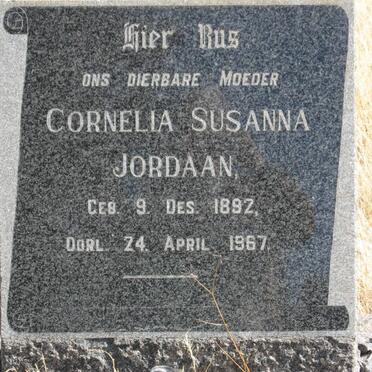 Hier Rus
ONS DIERBARE MOEDER
CORNELIA SUSANNA
JORDAAN,
GEB. 9. DES. 1892,
OORL. 24. APRIL 1967.